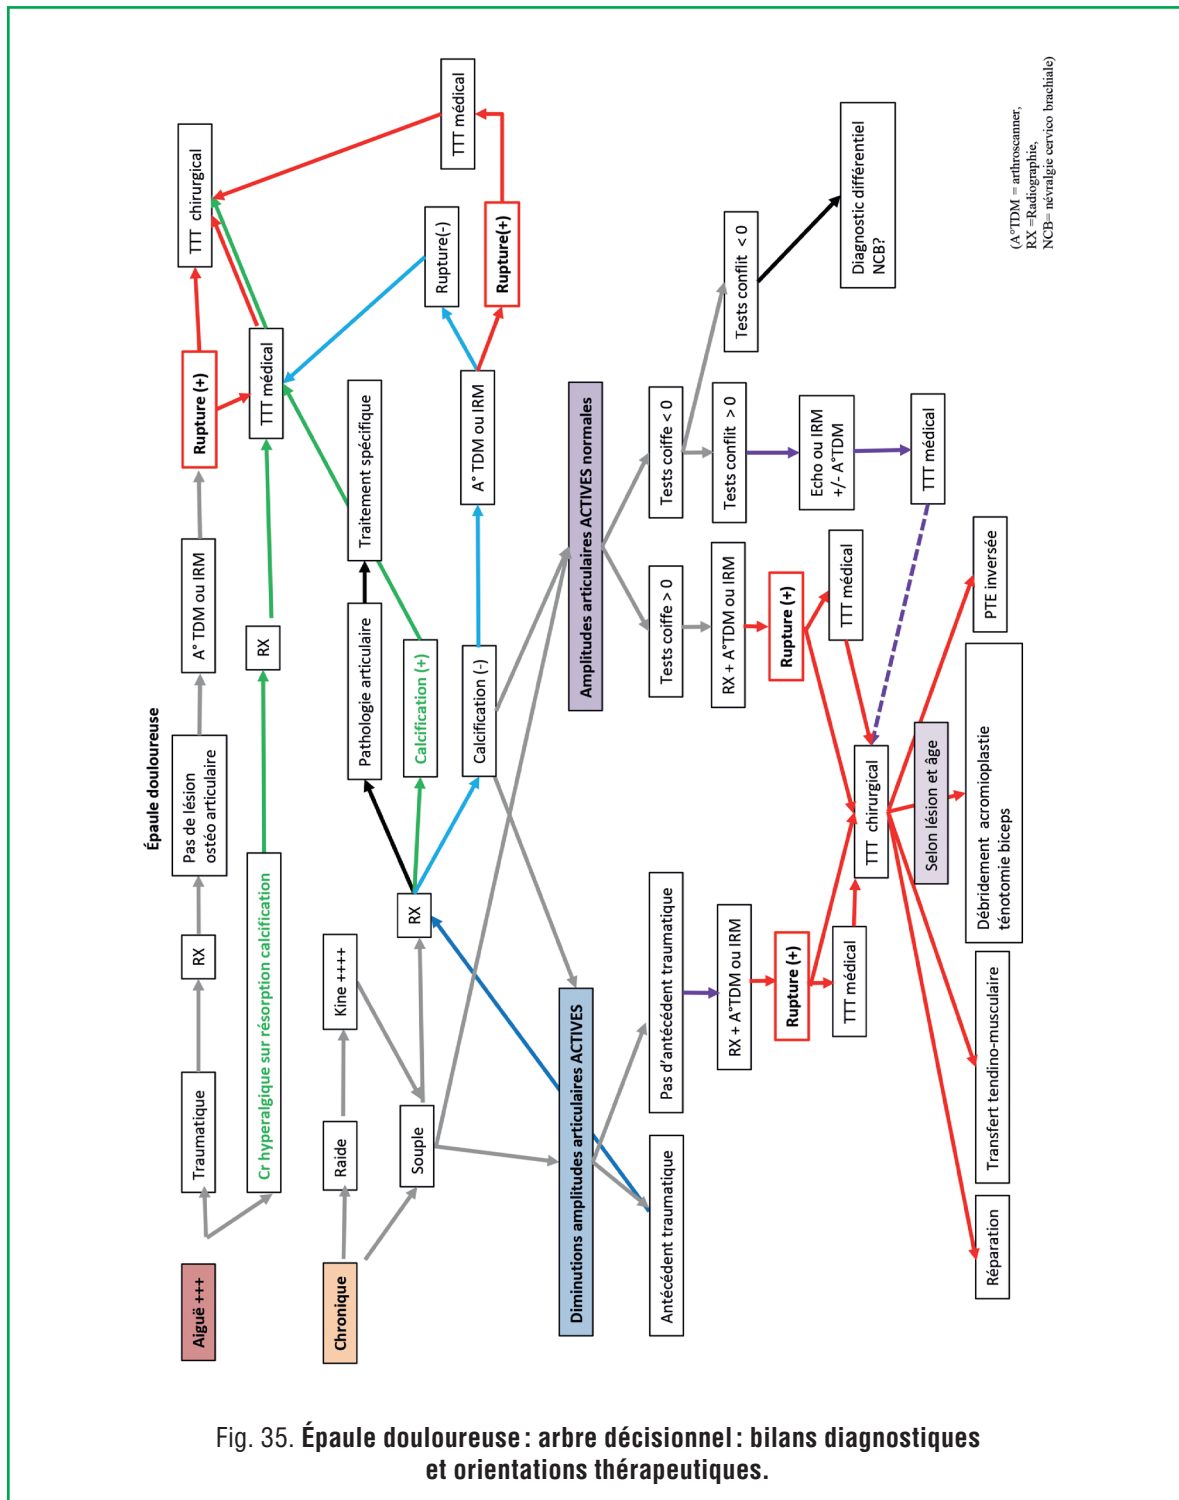 Épaule douloureuse
Aiguë +++
Traumatique
RX
Pas de lésion
ostéo articulaire
A° TDM ou IRM
Rupture (+)
TTT chirurgical
Cr hyperalgique sur résorption calcification
RX
TTT médical
Chronique
Raide
Kine ++++
Souple
RX
Pathologie articulaire
Traitement spécifique
Calcification (+)
Calcification (-)
A° TDM ou IRM
Rupture(-)
Rupture(+)
TTT médical
Diminutions amplitudes articulaires ACTIVES
Amplitudes articulaires ACTIVES normales
Antécédent traumatique
Pas d'antécédent traumatique
RX + A°TDM ou IRM
Rupture (+)
TTT médical
Tests coiffe > 0
RX + A°TDM ou IRM
Rupture (+)
TTT médical
Tests coiffe < 0
Tests conflit > 0
Echo ou IRM
+/- A°TDM
TTT médical
Tests conflit < 0
Diagnostic différentiel
NCB?
TTT chirurgical
Selon lésion et âge
Réparation
Transfert tendino-musculaire
Débridement acromioplastie
ténotomie biceps
PTE inversée
(A°TDM = arthroscanner,
RX =Radiographie,
NCB= névralgie cervico brachiale)
Fig. 35. Épaule douloureuse : arbre décisionnel : bilans diagnostiques
et orientations thérapeutiques.